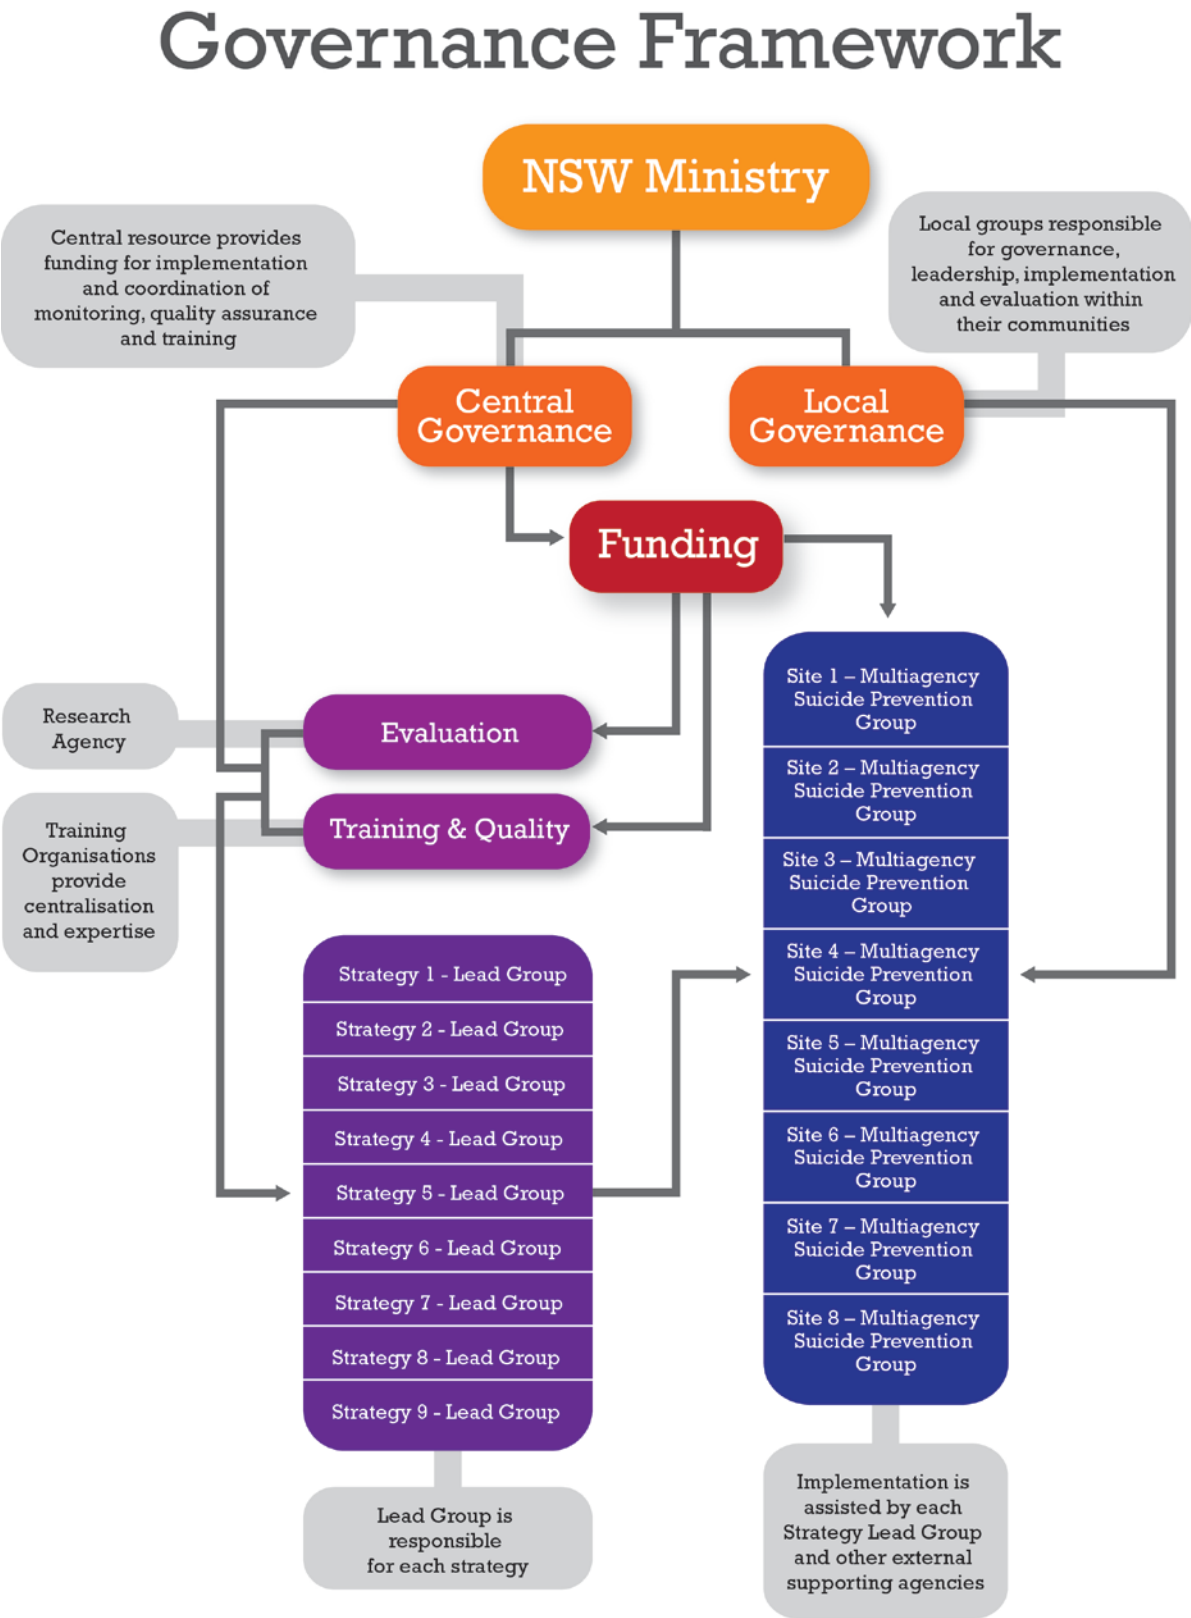 Governance Framework
NSW Ministry
Central resource provides
funding for implementation
and coordination of
monitoring, quality assurance
and training
Local groups responsible
for governance,
leadership, implementation
and evaluation within
their communities
Central
Governance
Local
Governance
Funding
Research
Agency
Evaluation
Training
Organisations
provide
centralisation
and expertise
Training & Quality
Strategy 1 - Lead Group
Strategy 2 - Lead Group
Strategy 3 - Lead Group
Strategy 4 - Lead Group
Strategy 5 - Lead Group
Strategy 6 - Lead Group
Strategy 7 - Lead Group
Strategy 8 - Lead Group
Strategy 9 - Lead Group
Lead Group is
responsible
for each strategy
Site 1 – Multiagency
Suicide Prevention
Group
Site 2 – Multiagency
Suicide Prevention
Group
Site 3 – Multiagency
Suicide Prevention
Group
Site 4 – Multiagency
Suicide Prevention
Group
Site 5 – Multiagency
Suicide Prevention
Group
Site 6 – Multiagency
Suicide Prevention
Group
Site 7 – Multiagency
Suicide Prevention
Group
Site 8 – Multiagency
Suicide Prevention
Group
Implementation is
assisted by each
Strategy Lead Group
and other external
supporting agencies